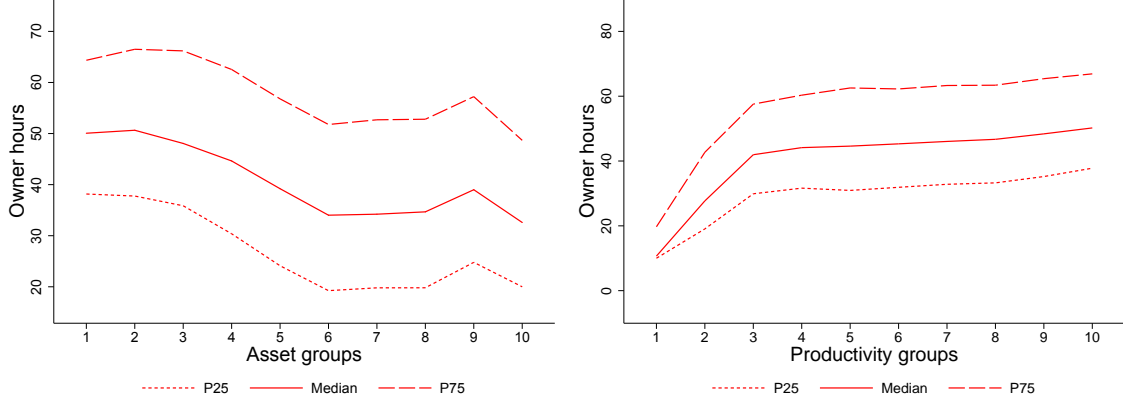 Owner hours
70
60
50
40
30
20
1 2 3 4 5 6 7 8 9 10
Asset groups
P25 Median P75
Owner hours
80
60
40
20
0
1 2 3 4 5 6 7 8 9 10
Productivity groups
P25 Median P75